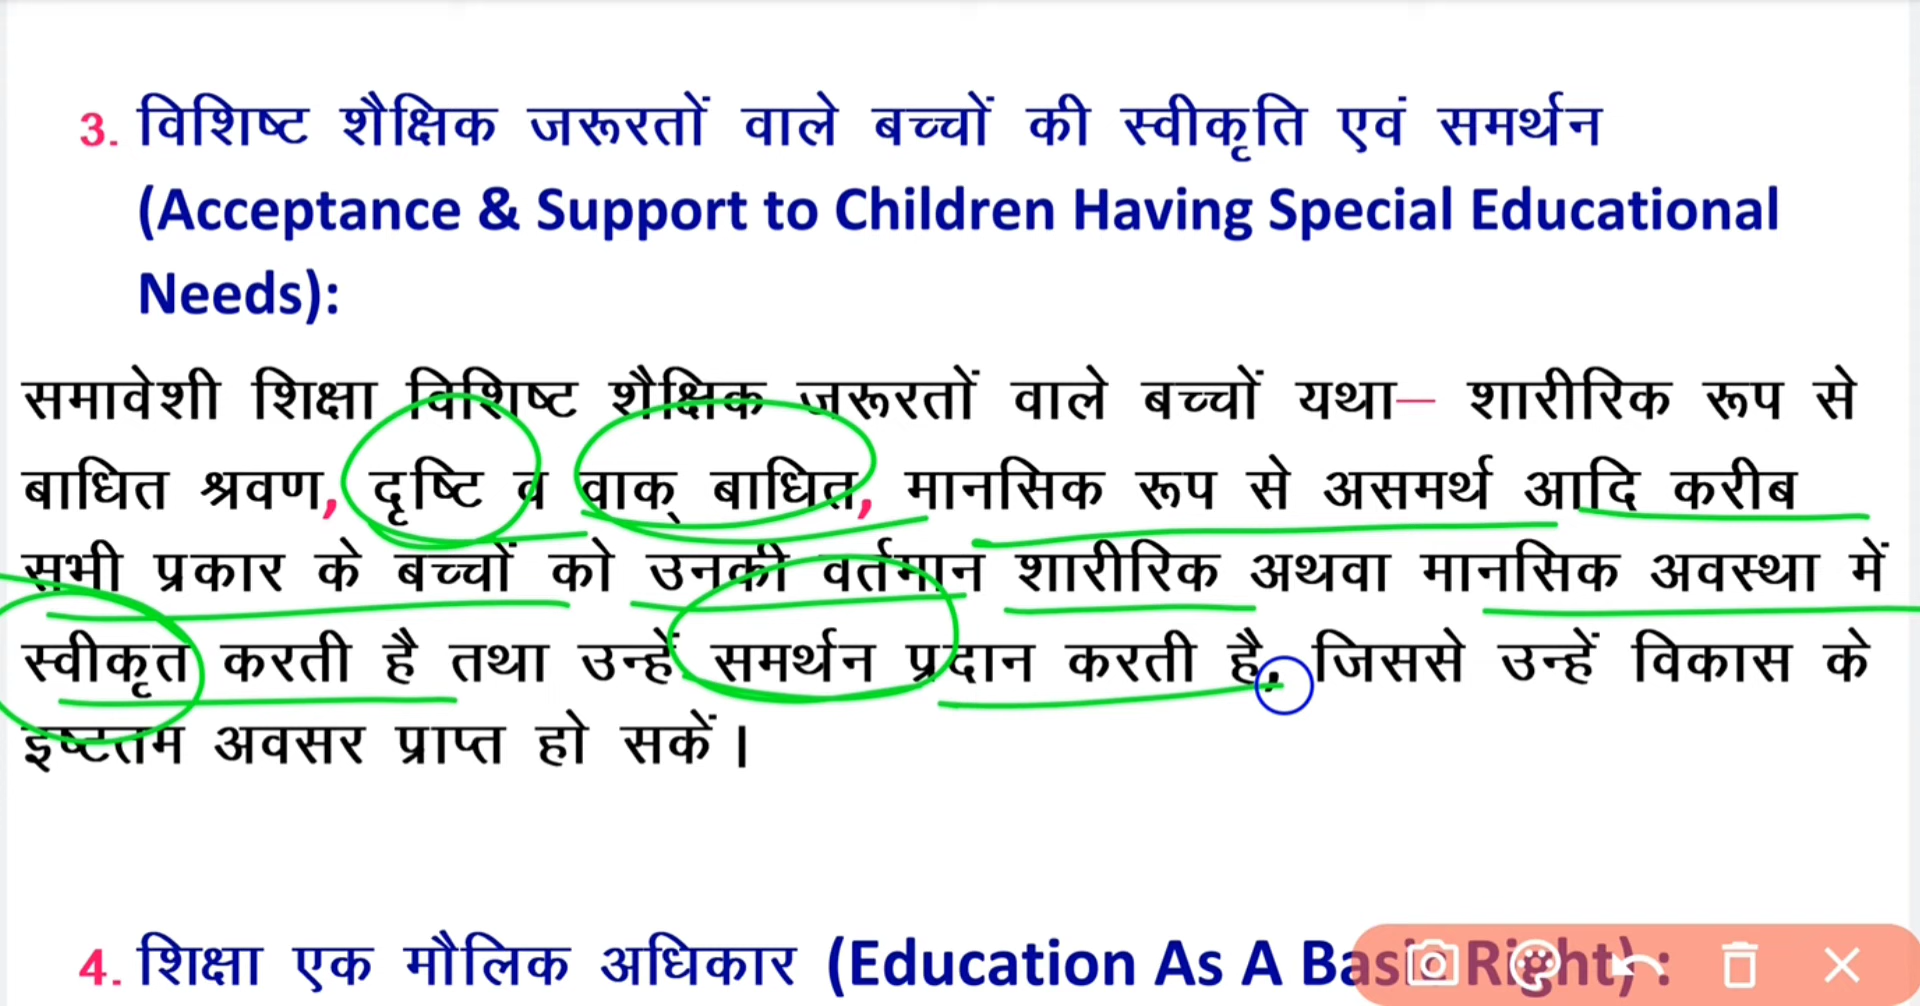 3. विशिष्ट शैक्षिक जरूरतों वाले बच्चों की स्वीकृति एवं समर्थन
(Acceptance & Support to Children Having Special Educational
Needs):
समावेशी शिक्षा विशिष्ट शैक्षिक जरूरतों वाले बच्चों यथा– शारीरिक रूप से
बाधित श्रवण, दृष्टि व वाक् बाधित, मानसिक रूप से असमर्थ आदि करीब
सभी प्रकार के बच्चों को उनकी वर्तमान शारीरिक अथवा मानसिक अवस्था में
स्वीकृत करती है तथा उन्हें समर्थन प्रदान करती है, जिससे उन्हें विकास के
इष्टतम अवसर प्राप्त हो सकें।
4. शिक्षा एक मौलिक अधिकार (Education As A Basic Right) :